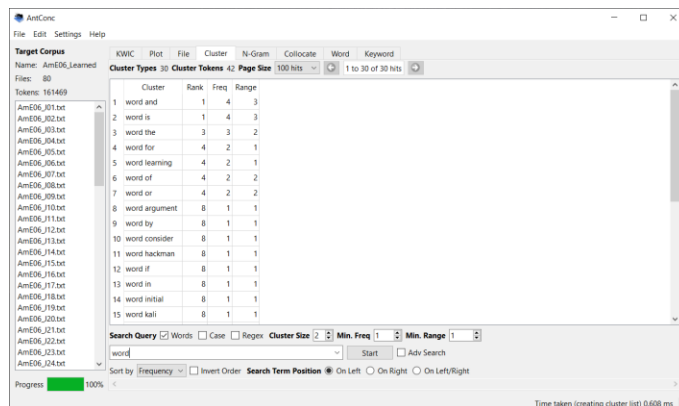 AntConc
File Edit Settings Help
Target Corpus
Name: AmE06_Learned
Files: 80
Tokens: 161469
AmE06_J01.txt
AmE06_J02.txt
AmE06_J03.txt
AmE06_J04.txt
AmE06_J05.txt
AmE06_J06.txt
AmE06_J07.txt
AmE06_J08.txt
AmE06_J09.txt
AmE06_J10.txt
AmE06_J11.txt
AmE06_J12.txt
AmE06_J13.txt
AmE06_J14.txt
AmE06_J15.txt
AmE06_J16.txt
AmE06_J17.txt
AmE06_J18.txt
AmE06_J19.txt
AmE06_J20.txt
AmE06_J21.txt
AmE06_J22.txt
AmE06_J23.txt
AmE06_J24.txt
Progress 100%
KWIC Plot File Cluster N-Gram Collocate Word Keyword
Cluster Types 30 Cluster Tokens 42 Page Size 100 hits 1 to 30 of 30 hits
Cluster Rank Freq Range
1 word and 1 4 3
2 word is 1 4 3
3 word the 3 3 2
4 word for 4 2 1
5 word learning 4 2 1
6 word of 4 2 2
7 word or 4 2 2
8 word argument 8 1 1
9 word by 8 1 1
10 word consider 8 1 1
11 word hackman 8 1 1
12 word if 8 1 1
13 word in 8 1 1
14 word initial 8 1 1
15 word kali 8 1 1
Search Query Words Case Regex Cluster Size 2 Min. Freq 1 Min. Range 1
word Start Adv Search
Sort by Frequency Invert Order Search Term Position On Left On Right On Left/Right
Time taken (creating cluster list) 0.608 ms